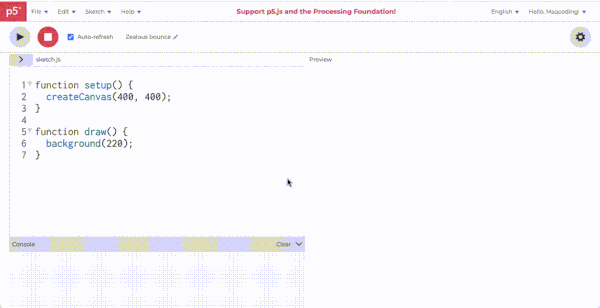 p5* File Edit Sketch Help Support p5.js and the Processing Foundation! English Hello, Maqcoding!
Auto-refresh Zealous bounce
sketch.js Preview
1 function setup() {
2 createCanvas(400, 400);
3 }
4
5 function draw() {
6 background(220);
7 }
Console Clear